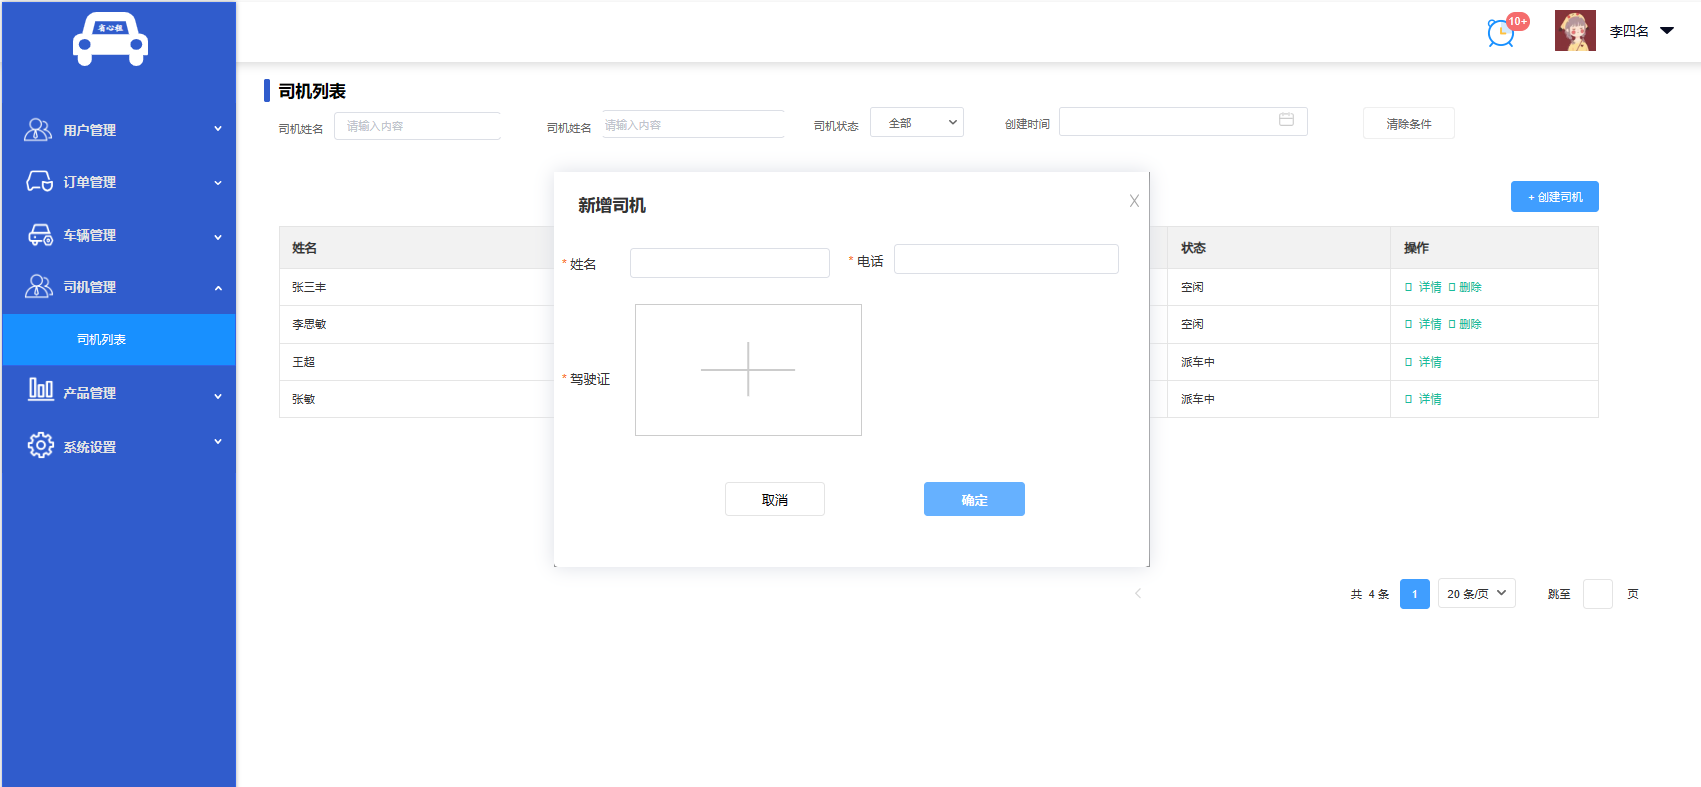 省心租
10+
李四名
用户管理
订单管理
车辆管理
司机管理
司机列表
产品管理
系统设置
司机列表
司机姓名 请输入内容 司机姓名 请输入内容 司机状态 全部 创建时间 清除条件
+ 创建司机
姓名 状态 操作
张三丰 空闲 详情 删除
李思敏 空闲 详情 删除
王超 派车中 详情
张敏 派车中 详情
新增司机 X
* 姓名 * 电话
* 驾驶证
取消 确定
共 4 条 1 20 条/页 跳至 页